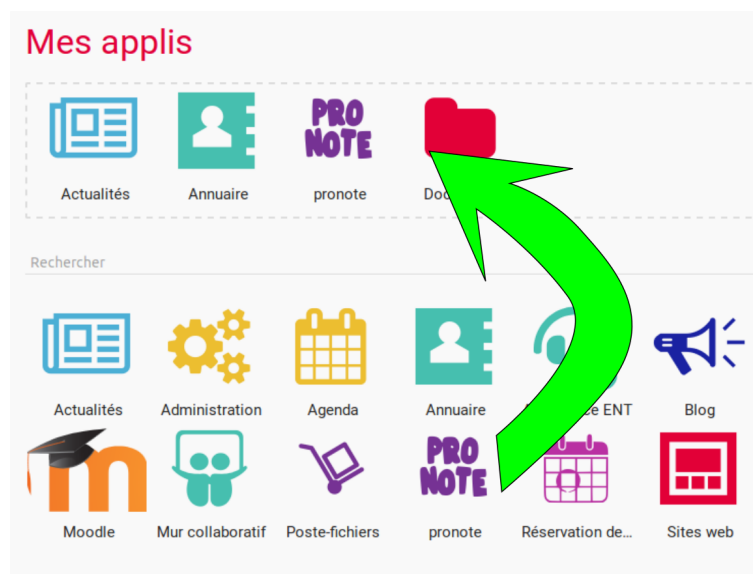 Mes applis
PRO
NOTE
Actualités Annuaire pronote
Rechercher
Actualités Administration Agenda Annuaire ENT Blog
PRO
NOTE
Moodle Mur collaboratif Poste-fichiers pronote Réservation de... Sites web